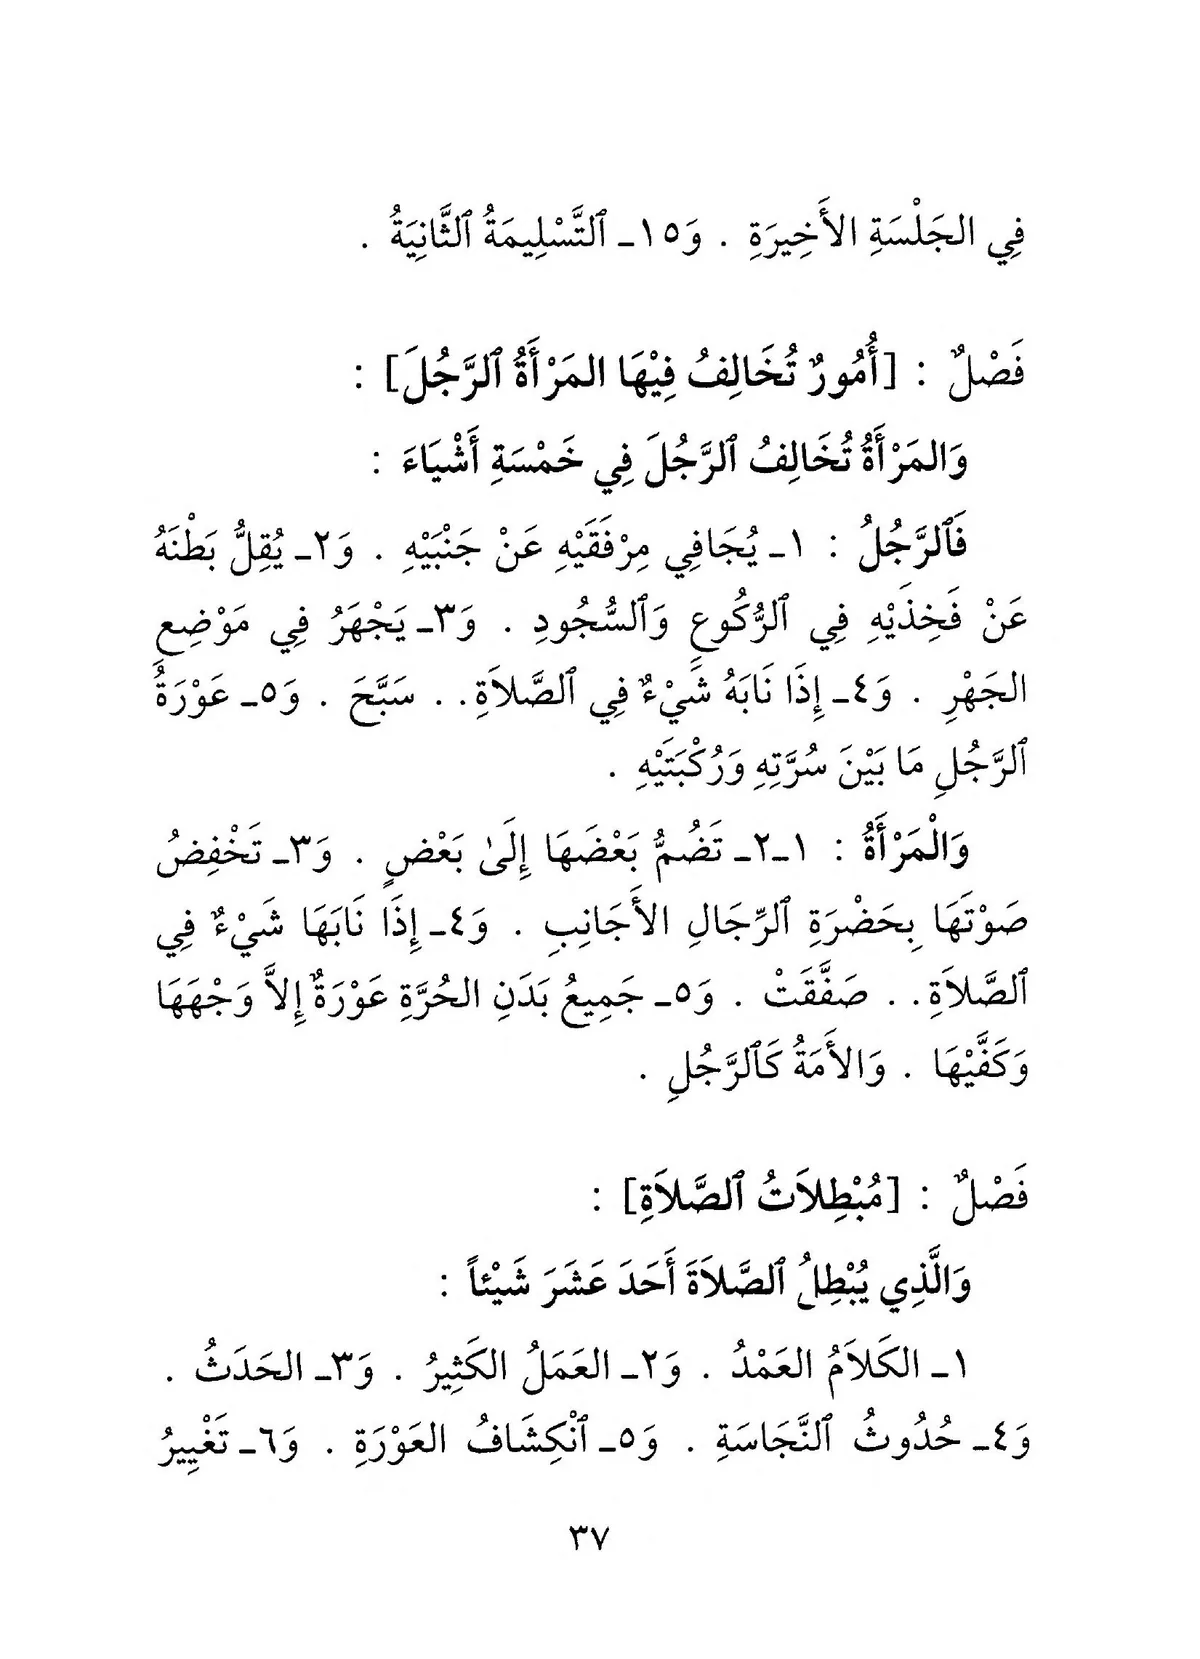 فِي الجَلْسَةِ الأَخِيرَةِ . وَ١٥ـ ٱلتَّسْلِيمَةُ ٱلثَّانِيَةُ .
فَصْلٌ : [أُمُورٌ تُخَالِفُ فِيْهَا المَرْأَةُ ٱلرَّجُلَ] :
وَالمَرْأَةُ تُخَالِفُ ٱلرَّجُلَ فِي خَمْسَةِ أَشْيَاءَ :
فَٱلرَّجُلُ : ١ـ يُجَافِي مِرْفَقَيْهِ عَنْ جَنْبَيْهِ . وَ٢ـ يُقِلُّ بَطْنَهُ
عَنْ فَخِذَيْهِ فِي ٱلرُّكُوعِ وَٱلسُّجُودِ . وَ٣ـ يَجْهَرُ فِي مَوْضِعِ
الجَهْرِ . وَ٤ـ إِذَا نَابَهُ شَيْءٌ فِي ٱلصَّلاَةِ. . سَبَّحَ . وَ٥ـ عَوْرَةُ
ٱلرَّجُلِ مَا بَيْنَ سُرَّتِهِ وَرُكْبَتَيْهِ .
وَالْمَرْأَةُ : ١ـ٢ـ تَضُمُّ بَعْضَهَا إِلَىٰ بَعْضٍ . وَ٣ـ تَخْفِضُ
صَوْتَهَا بِحَضْرَةِ ٱلرِّجَالِ الأَجَانِبِ . وَ٤ـ إِذَا نَابَهَا شَيْءٌ فِي
ٱلصَّلاَةِ. . صَفَّقَتْ . وَ٥ـ جَمِيعُ بَدَنِ الحُرَّةِ عَوْرَةٌ إِلاَّ وَجْهَهَا
وَكَفَّيْهَا . وَالأَمَةُ كَٱلرَّجُلِ .
فَصْلٌ : [مُبْطِلاَتُ ٱلصَّلاَةِ] :
وَالَّذِي يُبْطِلُ ٱلصَّلاَةَ أَحَدَ عَشَرَ شَيْئاً :
١ـ الكَلاَمُ العَمْدُ . وَ٢ـ العَمَلُ الكَثِيرُ . وَ٣ـ الحَدَثُ .
وَ٤ـ حُدُوثُ ٱلنَّجَاسَةِ . وَ٥ـ ٱنْكِشَافُ العَوْرَةِ . وَ٦ـ تَغْيِيرُ
٣٧